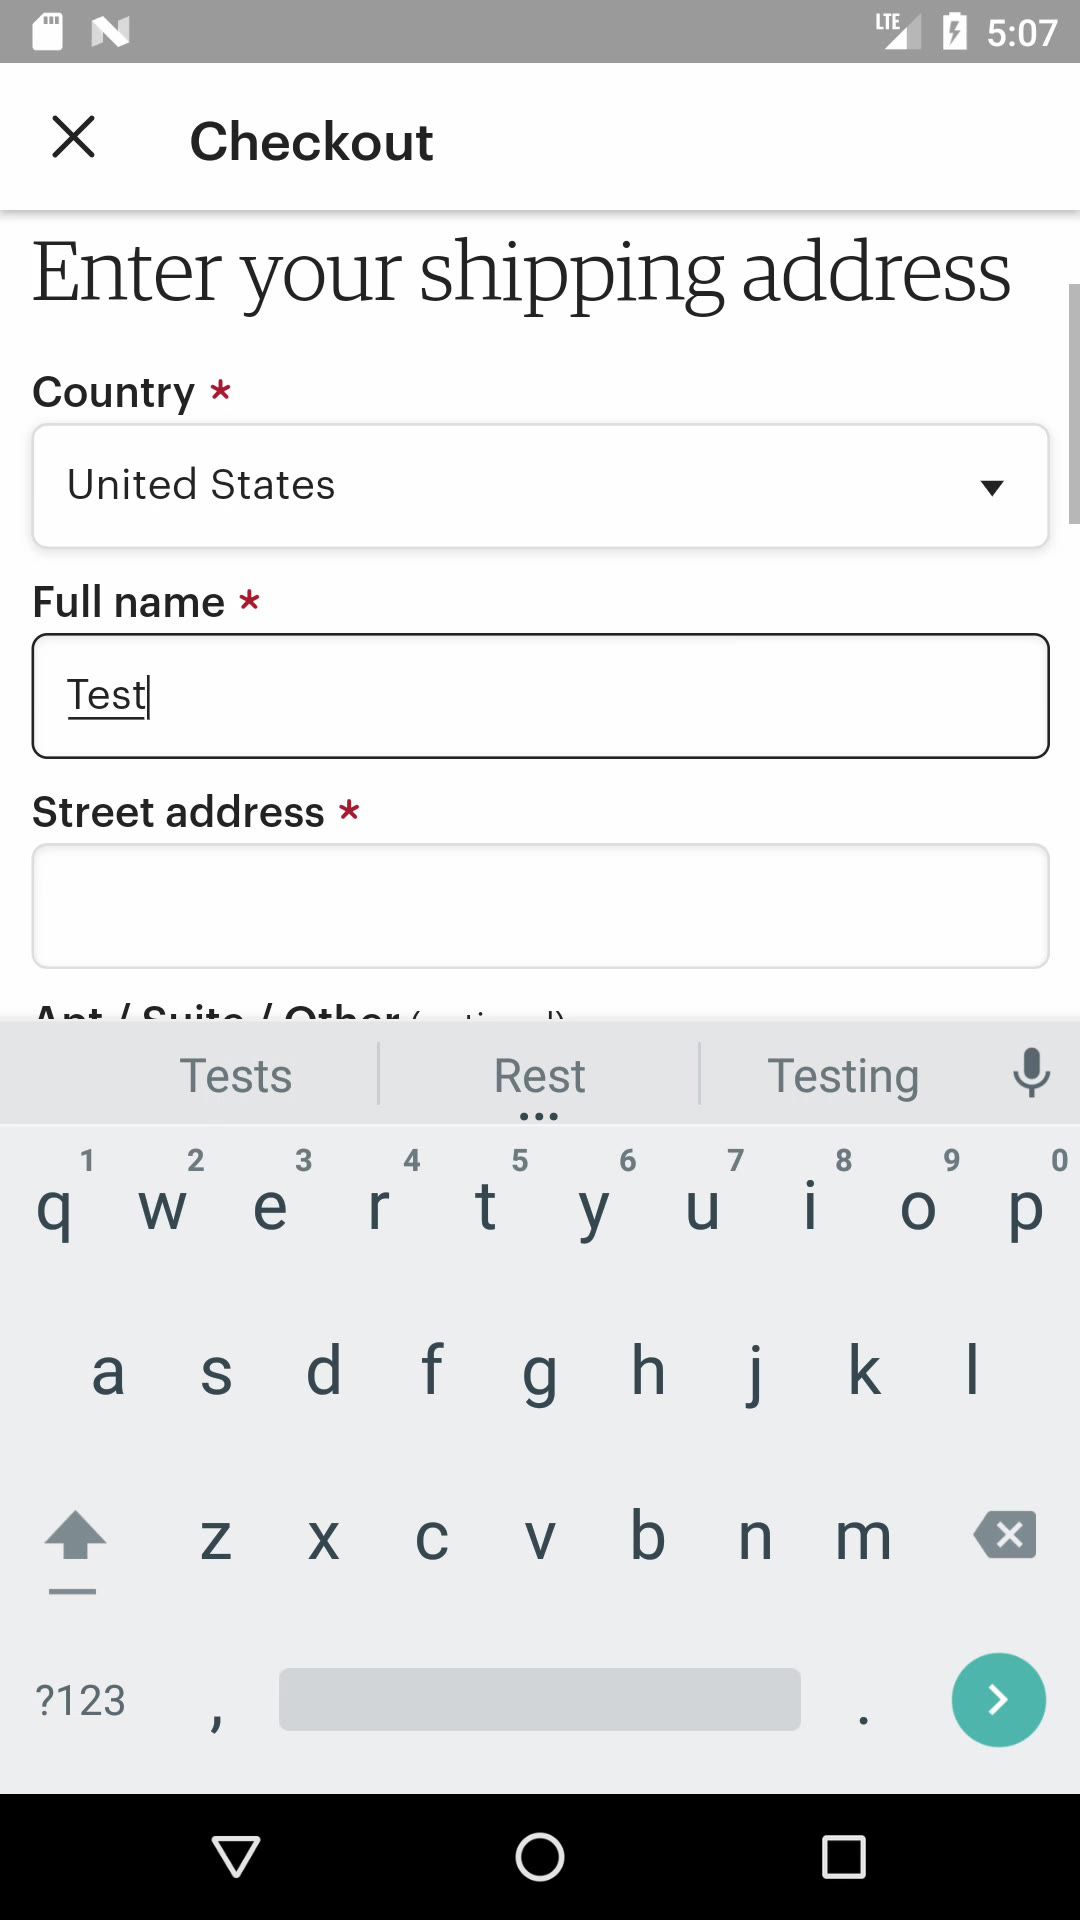 LTE 5:07
Checkout
Enter your shipping address
Country *
United States
Full name *
Test
Street address *
Apt / Suite / Other (optional)
Tests Rest Testing
1 2 3 4 5 6 7 8 9 0
q w e r t y u i o p
a s d f g h j k l
z x c v b n m
?123 , .